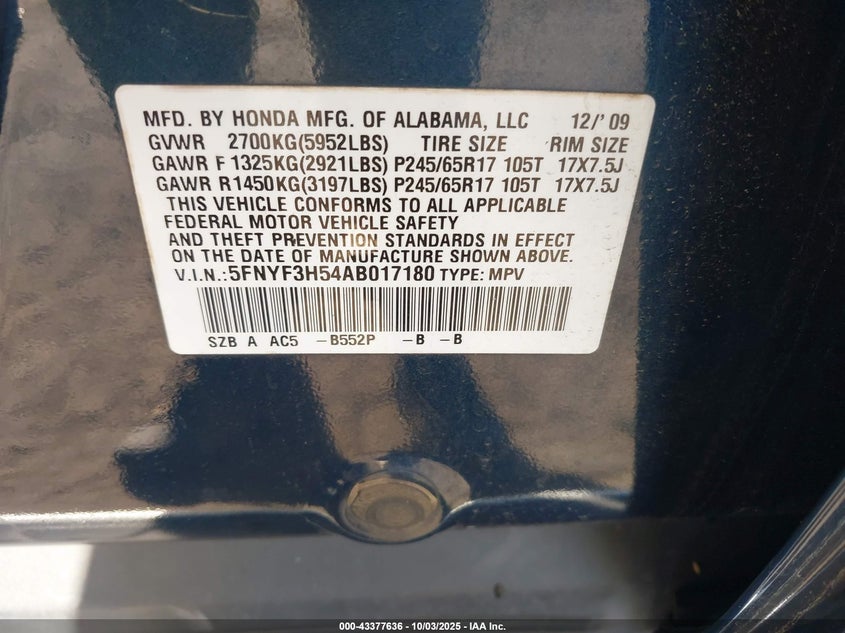 MFD. BY HONDA MFG. OF ALABAMA, LLC 12/'09
GVWR 2700KG(5952LBS) TIRE SIZE RIM SIZE
GAWR F 1325KG(2921LBS) P245/65R17 105T 17X7.5J
GAWR R1450KG(3197LBS) P245/65R17 105T 17X7.5J
THIS VEHICLE CONFORMS TO ALL APPLICABLE
FEDERAL MOTOR VEHICLE SAFETY
AND THEFT PREVENTION STANDARDS IN EFFECT
ON THE DATE OF MANUFACTURE SHOWN ABOVE.
V.I.N.:5FNYF3H54AB017180 TYPE: MPV
SZB A AC5 -B552P -B -B
000-43377636 - 10/03/2025 - IAA Inc.